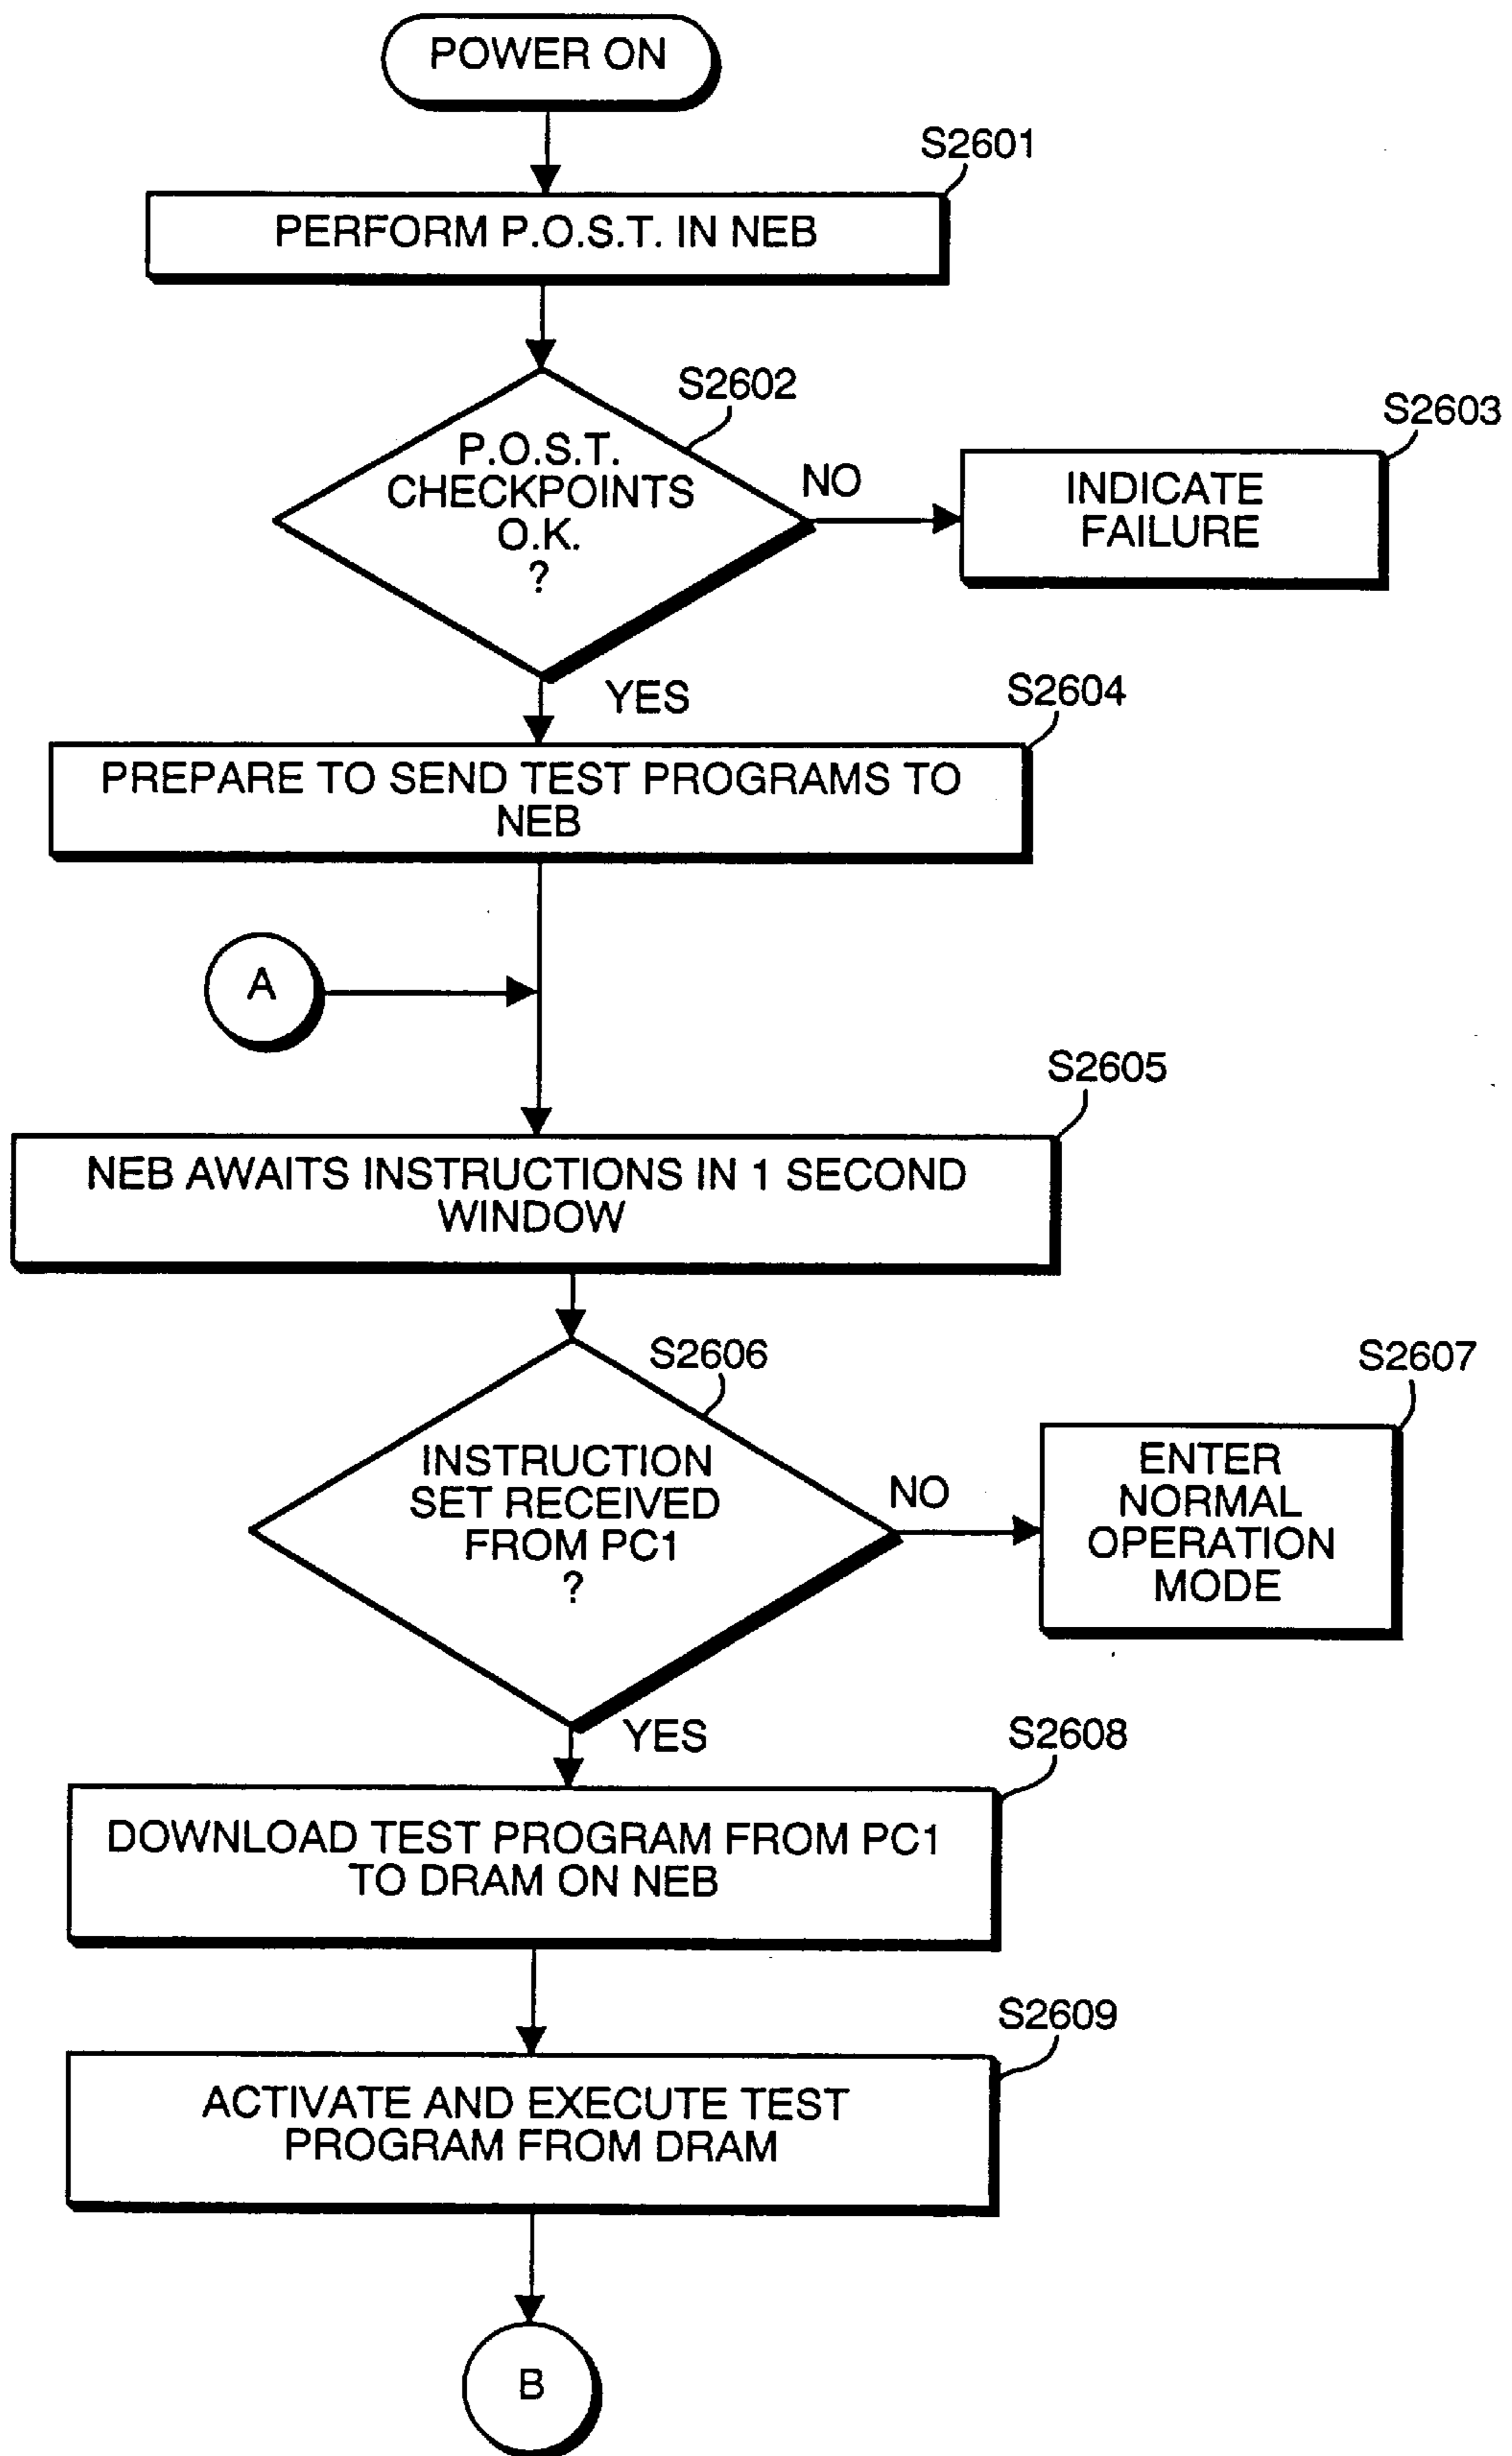 POWER ON
S2601
PERFORM P.O.S.T. IN NEB
S2602
P.O.S.T.
CHECKPOINTS
O.K.
?
NO
S2603
INDICATE
FAILURE
YES
S2604
PREPARE TO SEND TEST PROGRAMS TO
NEB
A
S2605
NEB AWAITS INSTRUCTIONS IN 1 SECOND
WINDOW
S2606
INSTRUCTION
SET RECEIVED
FROM PC1
?
NO
S2607
ENTER
NORMAL
OPERATION
MODE
YES
S2608
DOWNLOAD TEST PROGRAM FROM PC1
TO DRAM ON NEB
S2609
ACTIVATE AND EXECUTE TEST
PROGRAM FROM DRAM
B